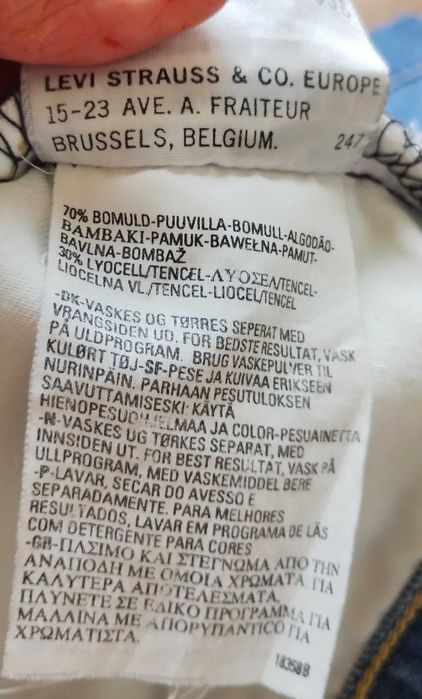 LEVI STRAUSS & CO. EUROPE
15-23 AVE. A. FRAITEUR
BRUSSELS, BELGIUM. 247
70% BOMULD-PUUVILLA-BOMULL-ALGODÃO-
BAMBAKI-PAMUK-BAWEŁNA-PAMUT-
BAVLNA-BOMBAŽ
30% LYOCELL/TENCEL-ΛΥΟΣΕΛ/TENCEL-
LIOCELNA VL./TENCEL-LIOCEL/TENCEL
-DK-VASKES OG TØRRES SEPERAT MED
VRANGSIDEN UD. FOR BEDSTE RESULTAT, VASK
PÅ ULDPROGRAM. BRUG VASKEPULVER TIL
KULØRT TØJ-SF-PESE JA KUIVAA ERIKSEEN
NURINPÄIN. PARHAAN PESUTULOKSEN
SAAVUTTAMISESKI KÄYTÄ
HIENOPESUOHJELMAA JA COLOR-PESUAINETTA
-N-VASKES UG TØRKES SEPARAT, MED
INNSIDEN UT. FOR BEST RESULTAT, VASK PÅ
ULLPROGRAM, MED VASKEMIDDEL BERE
-P-LAVAR, SECAR DO AVESSO E
SEPARADAMENTE. PARA MELHORES
RESULTADOS, LAVAR EM PROGRAMA DE LÃS
COM DETERGENTE PARA CORES
-GR-ΠΛΣΙΜΟ ΚΑΙ ΣΤΕΓΝΩΜΑ ΑΠΟ ΤΗΝ
ΑΝΑΠΟΔΗ ΜΕ ΟΜΟΙΑ ΧΡΩΜΑΤΑ ΓΙΑ
ΚΑΛΥΤΕΡΑ ΑΠΟΤΕΛΕΣΜΑΤΑ.
ΠΛΥΝΕΤΕ ΣΕ ΕΙΔΙΚΟ ΠΡΟΓΡΑΜΜΑ ΓΙΑ
ΜΑΛΛΙΝΑ ΜΕ ΑΠΟΡΥΠΑΝΤΙCΟ ΓΙΑ
ΧΡΩΜΑΤΙΣΤΑ.
18358B